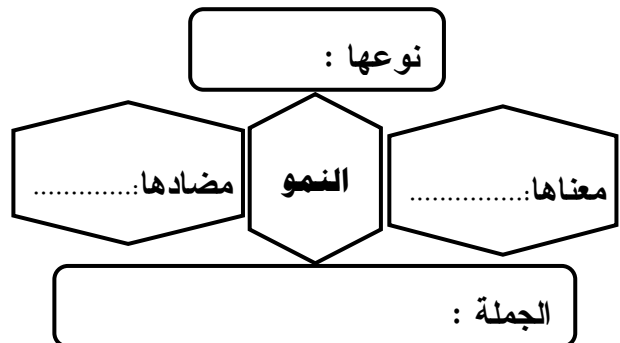 نوعها :
معناها:...............
النمو
مضادها:.............
الجملة :